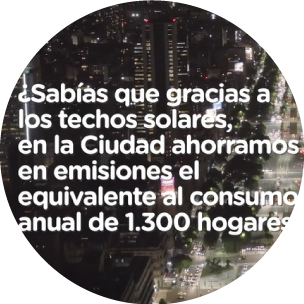 ¿Sabías que gracias a
los techos solares,
en la Ciudad ahorramos
en emisiones el
equivalente al consumo
anual de 1.300 hogares